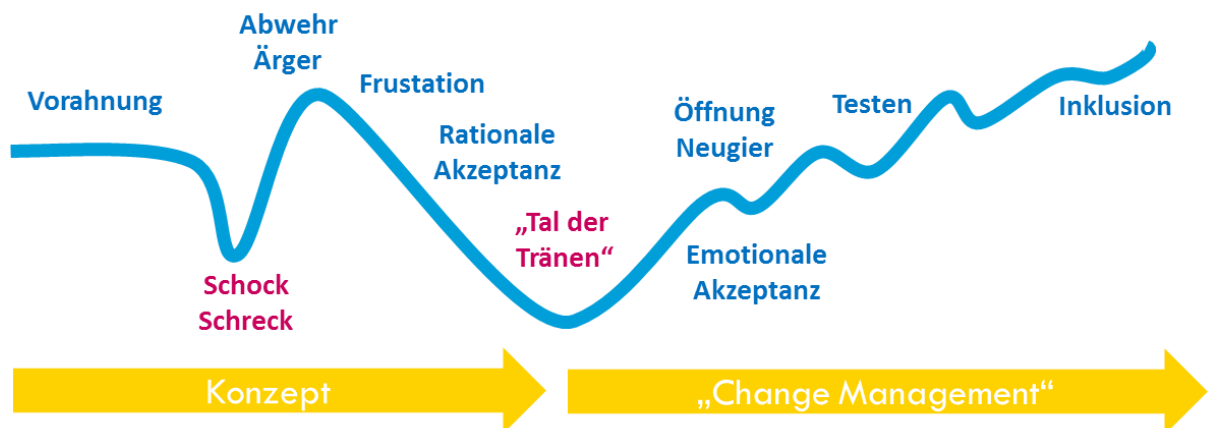 Vorahnung
Abwehr
Ärger
Frustation
Schock
Schreck
Rationale
Akzeptanz
„Tal der
Tränen“
Öffnung
Neugier
Emotionale
Akzeptanz
Testen
Inklusion
Konzept
„Change Management“